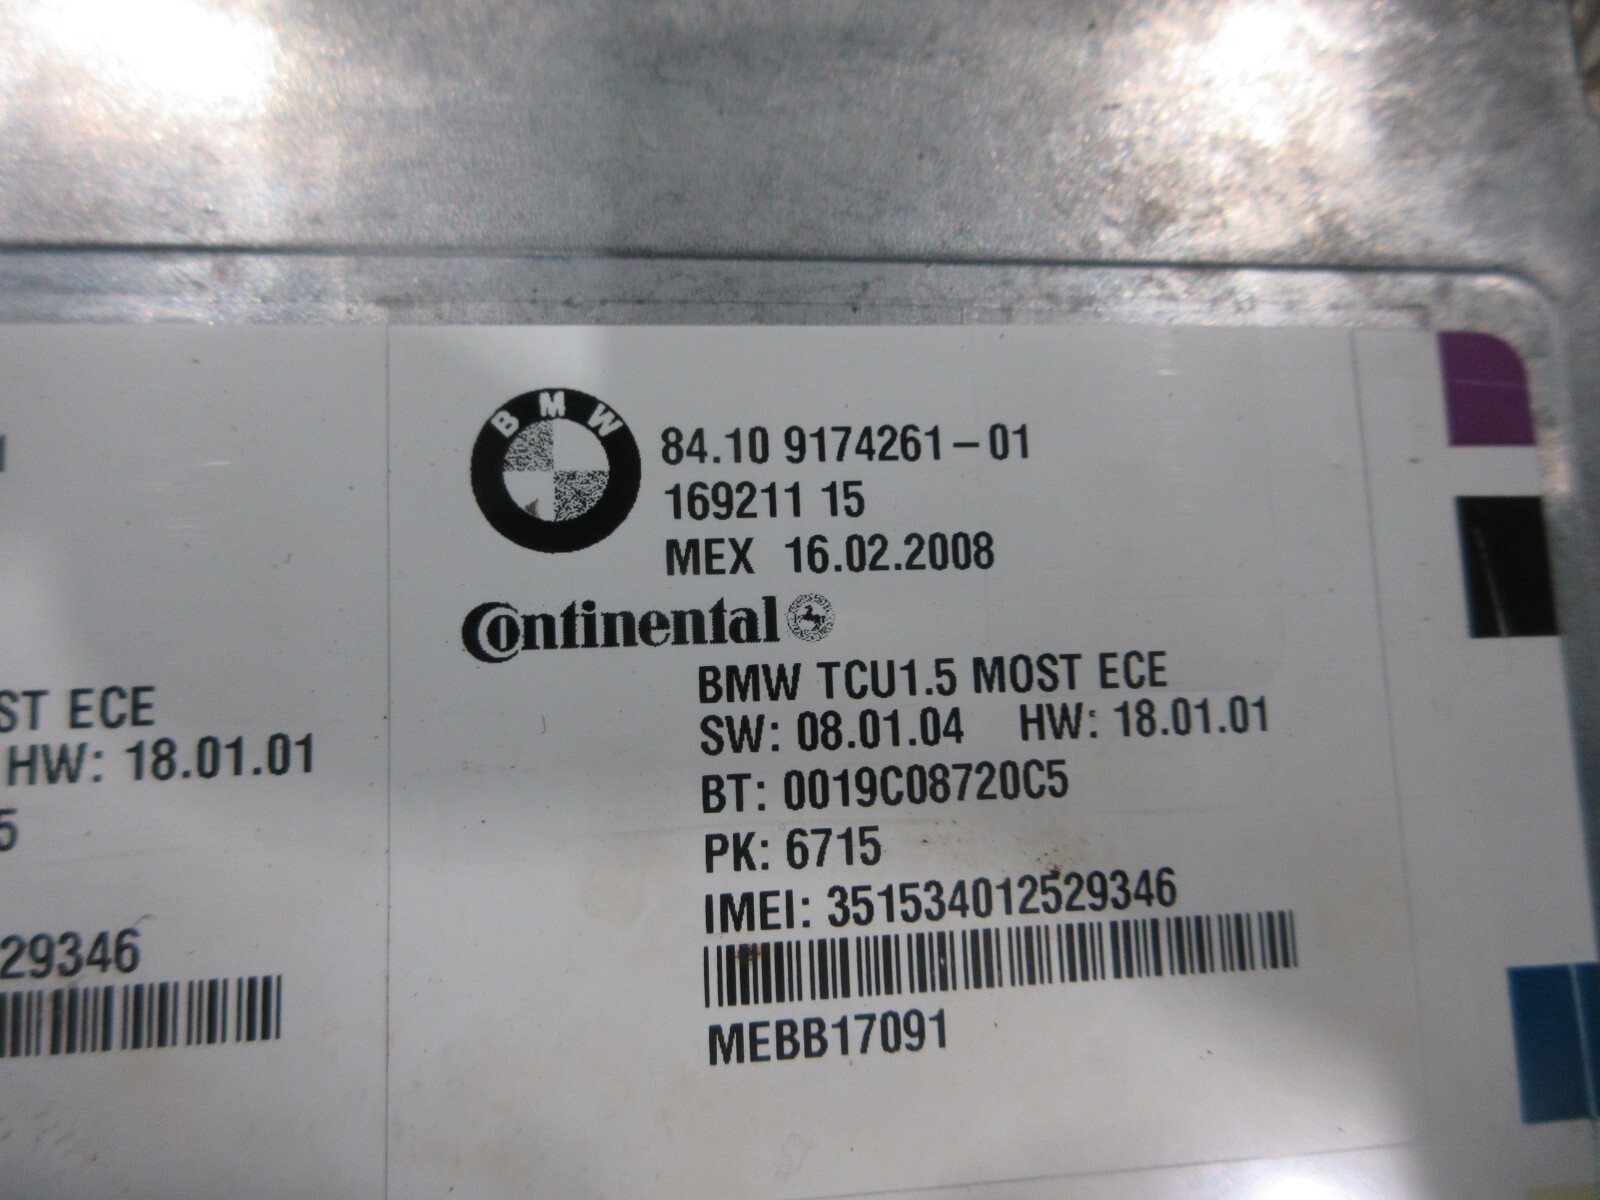 BMW
84.10 9174261-01
169211 15
MEX 16.02.2008
Continental
BMW TCU1.5 MOST ECE
SW: 08.01.04 HW: 18.01.01
BT: 0019C08720C5
PK: 6715
IMEI: 351534012529346
MEBB17091
1
ST ECE
HW: 18.01.01
5
29346